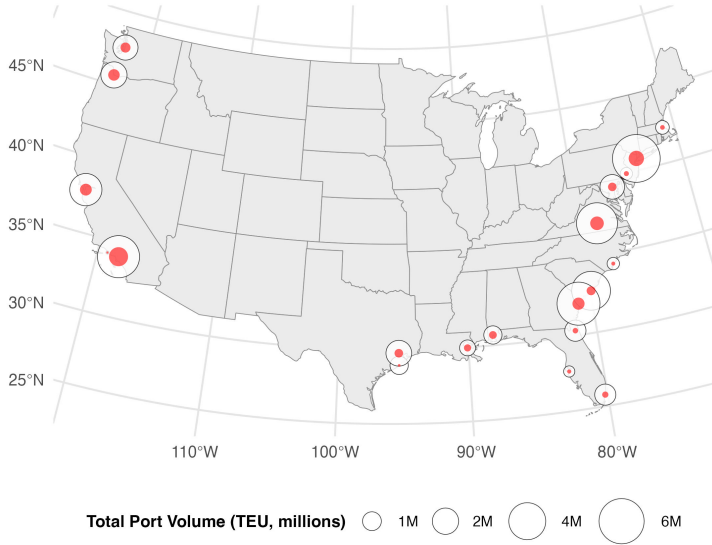 45°N
40°N
35°N
30°N
25°N
110°W 100°W 90°W 80°W
Total Port Volume (TEU, millions) 1M 2M 4M 6M